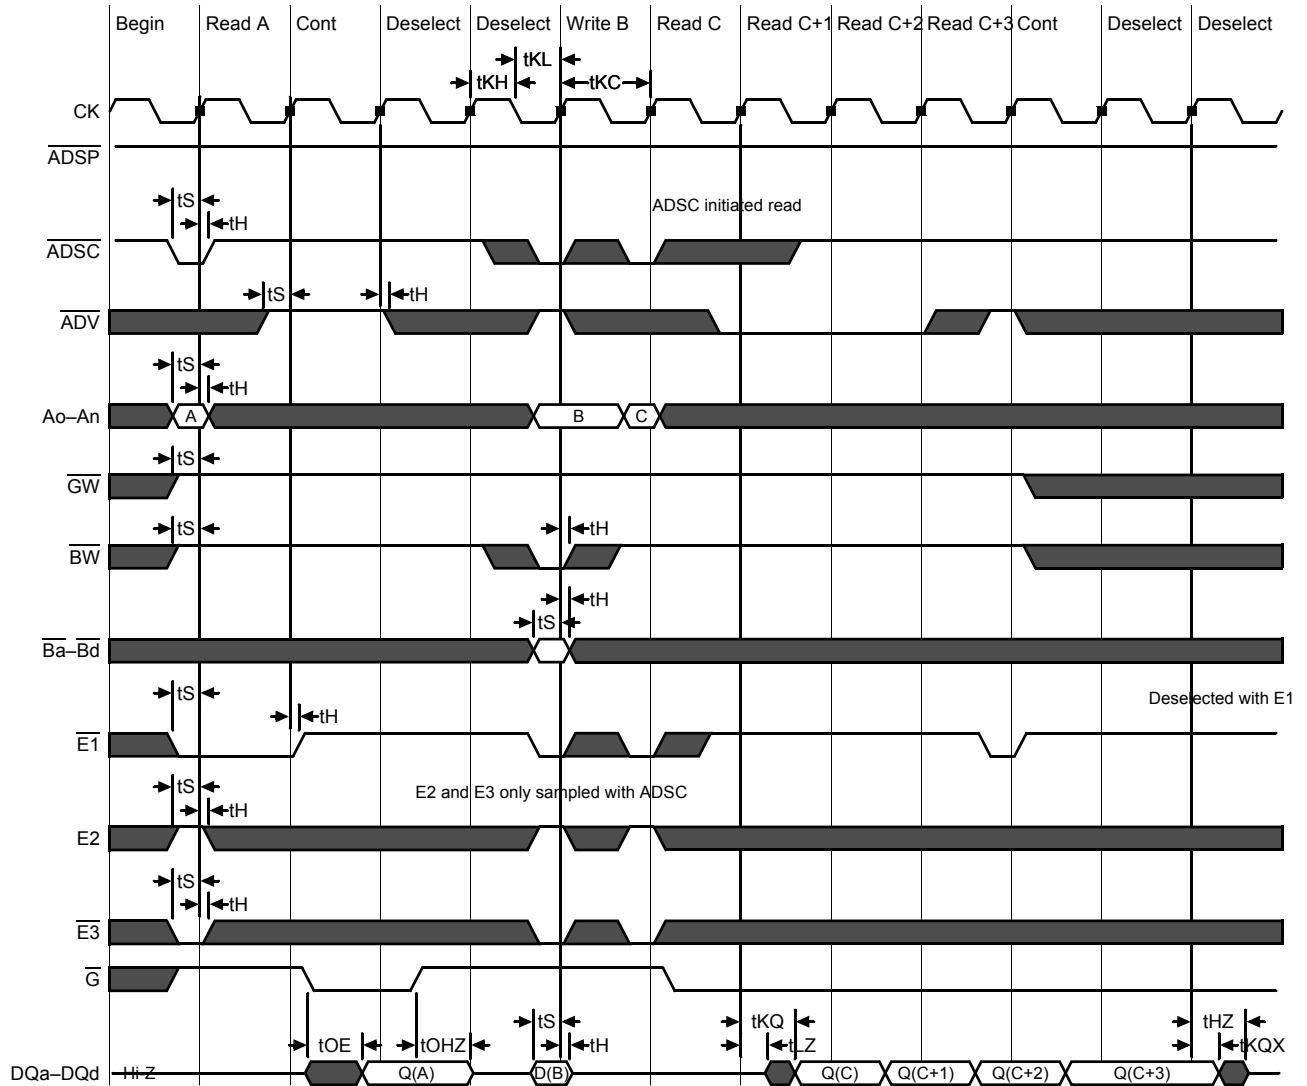 Begin Read A Cont Deselect Deselect Write B Read C Read C+1 Read C+2 Read C+3 Cont Deselect Deselect
tKL
tKH tKC
CK
ADSP
tS
ADSC initiated read
tH
ADSC
tS tH
ADV
tS
tH
Ao–An A B C
tS
GW
tS tH
BW
tH
tS
Ba–Bd
tS Deselected with E1
tH
E1
tS E2 and E3 only sampled with ADSC
tH
E2
tS
tH
E3
G
tS tKQ tHZ
tOE tOHZ tH tLZ tKQX
DQa–DQd Hi-Z Q(A) D(B) Q(C) Q(C+1) Q(C+2) Q(C+3)